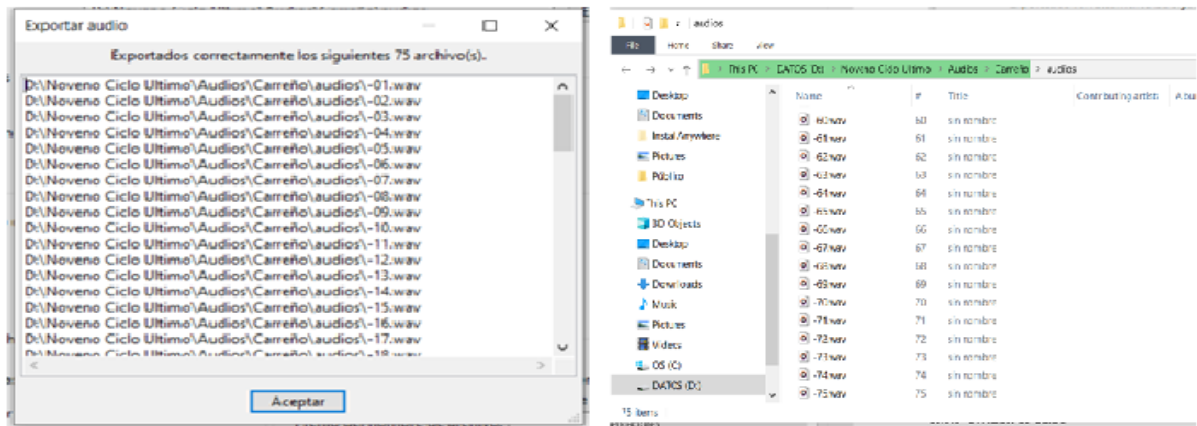 Exportar audio
Exportados correctamente los siguientes 75 archivo(s).
D:\Noveno Ciclo Ultimo\Audios\Carreño\audios\-01.wav
D:\Noveno Ciclo Ultimo\Audios\Carreño\audios\-02.wav
D:\Noveno Ciclo Ultimo\Audios\Carreño\audios\-03.wav
D:\Noveno Ciclo Ultimo\Audios\Carreño\audios\-04.wav
D:\Noveno Ciclo Ultimo\Audios\Carreño\audios\-05.wav
D:\Noveno Ciclo Ultimo\Audios\Carreño\audios\-06.wav
D:\Noveno Ciclo Ultimo\Audios\Carreño\audios\-07.wav
D:\Noveno Ciclo Ultimo\Audios\Carreño\audios\-08.wav
D:\Noveno Ciclo Ultimo\Audios\Carreño\audios\-09.wav
D:\Noveno Ciclo Ultimo\Audios\Carreño\audios\-10.wav
D:\Noveno Ciclo Ultimo\Audios\Carreño\audios\-11.wav
D:\Noveno Ciclo Ultimo\Audios\Carreño\audios\-12.wav
D:\Noveno Ciclo Ultimo\Audios\Carreño\audios\-13.wav
D:\Noveno Ciclo Ultimo\Audios\Carreño\audios\-14.wav
D:\Noveno Ciclo Ultimo\Audios\Carreño\audios\-15.wav
D:\Noveno Ciclo Ultimo\Audios\Carreño\audios\-16.wav
D:\Noveno Ciclo Ultimo\Audios\Carreño\audios\-17.wav
D:\Noveno Ciclo Ultimo\Audios\Carreño\audios\-18.wav
Aceptar
audios
File Home Share View
This PC > DATOS (D:) > Noveno Ciclo Ultimo > Audios > Carreño > audios
Desktop
Documents
Install Anywhere
Pictures
Público
This PC
3D Objects
Desktop
Documents
Downloads
Music
Pictures
Videos
OS (C:)
DATOS (D:)
Name # Title Contributing artists
-60.wav 60 sin nombre
-61.wav 61 sin nombre
-62.wav 62 sin nombre
-63.wav 63 sin nombre
-64.wav 64 sin nombre
-65.wav 65 sin nombre
-66.wav 66 sin nombre
-67.wav 67 sin nombre
-68.wav 68 sin nombre
-69.wav 69 sin nombre
-70.wav 70 sin nombre
-71.wav 71 sin nombre
-72.wav 72 sin nombre
-73.wav 73 sin nombre
-74.wav 74 sin nombre
-75.wav 75 sin nombre
75 items